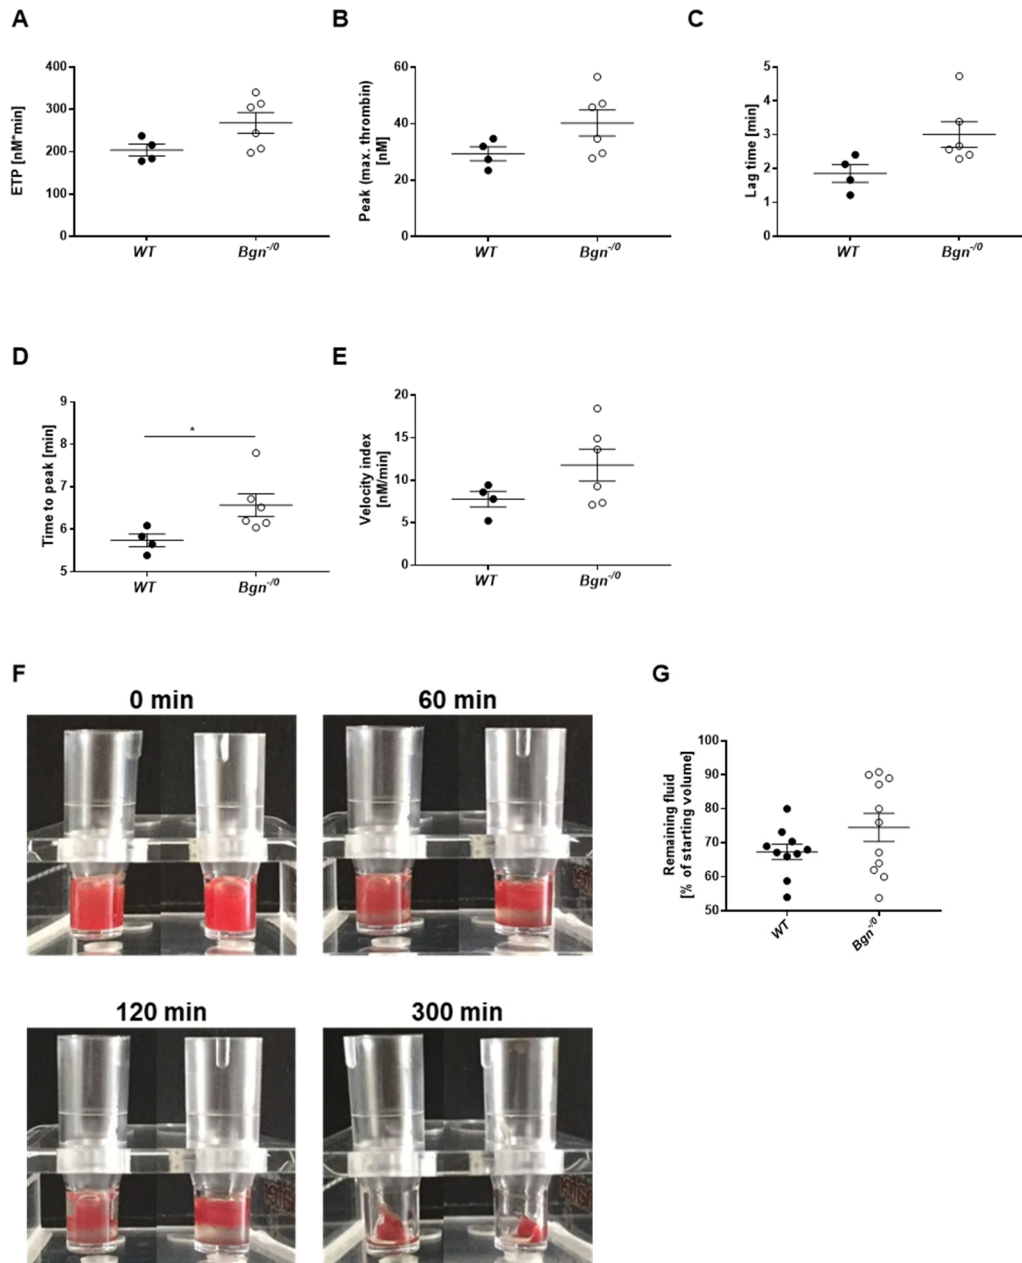 A
B
C
400
300
200
100
0
ETP [nM*min]
WT
Bgn-/0
60
40
20
0
Peak (max. thrombin)
[nM]
WT
Bgn-/0
5
4
3
2
1
0
Lag time [min]
WT
Bgn-/0
D
E
9
8
7
6
5
Time to peak [min]
*
WT
Bgn-/0
20
15
10
5
0
Velocity index
[nM/min]
WT
Bgn-/0
F
G
0 min
60 min
100
90
80
70
60
50
Remaining fluid
[% of starting volume]
WT
Bgn-/0
120 min
300 min